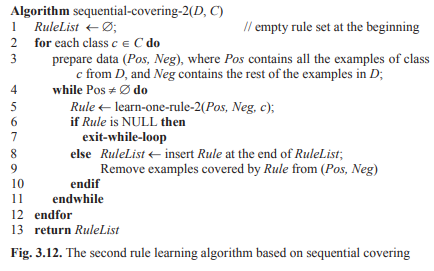 Algorithm sequential-covering-2(D, C)
1 RuleList ← ∅; // empty rule set at the beginning
2 for each class c ∈ C do
3 prepare data (Pos, Neg), where Pos contains all the examples of class
c from D, and Neg contains the rest of the examples in D;
4 while Pos ≠ ∅ do
5 Rule ← learn-one-rule-2(Pos, Neg, c);
6 if Rule is NULL then
7 exit-while-loop
8 else RuleList ← insert Rule at the end of RuleList;
9 Remove examples covered by Rule from (Pos, Neg)
10 endif
11 endwhile
12 endfor
13 return RuleList
Fig. 3.12. The second rule learning algorithm based on sequential covering